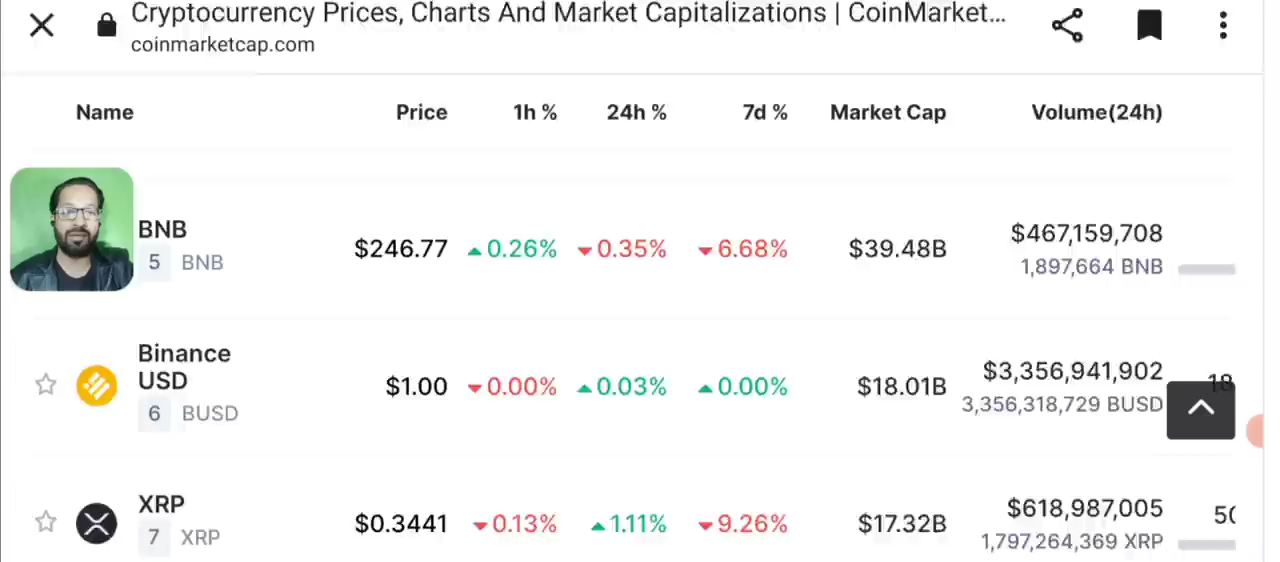 Cryptocurrency Prices, Charts And Market Capitalizations | CoinMarket...
coinmarketcap.com
Name Price 1h % 24h % 7d % Market Cap Volume(24h)
BNB
5 BNB
$246.77 0.26% 0.35% 6.68% $39.48B
$467,159,708
1,897,664 BNB
Binance
USD
6 BUSD
$1.00 0.00% 0.03% 0.00% $18.01B
$3,356,941,902
3,356,318,729 BUSD
18
XRP
7 XRP
$0.3441 0.13% 1.11% 9.26% $17.32B
$618,987,005
1,797,264,369 XRP